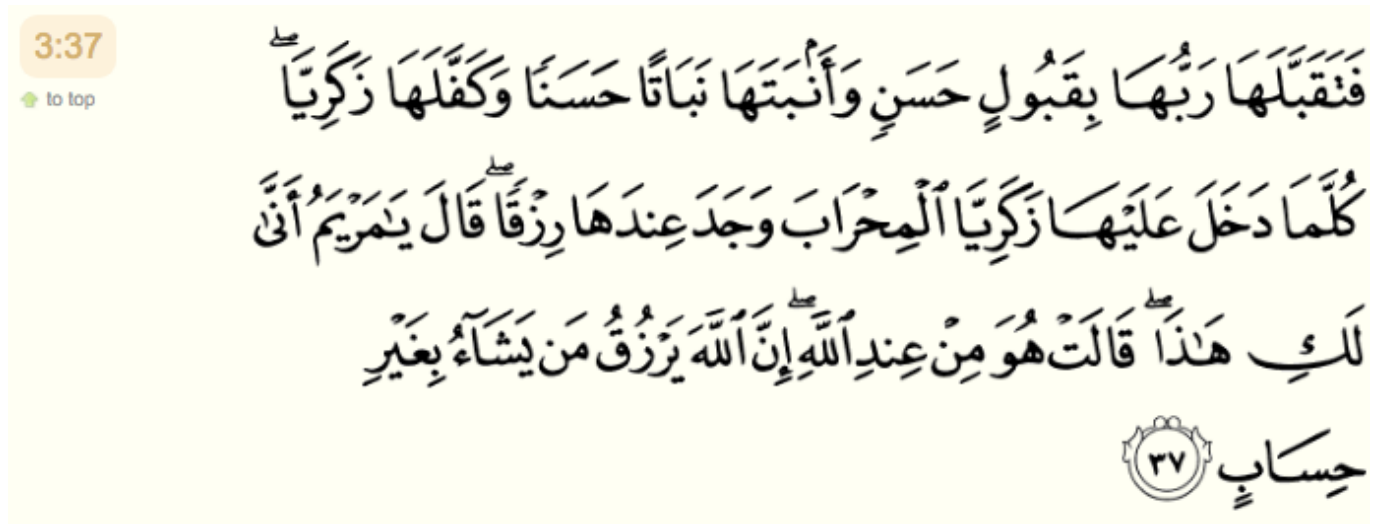 3:37
to top
فَتَقَبَّلَهَا رَبُّهَا بِقَبُولٍ حَسَنٍ وَأَنۢبَتَهَا نَبَاتًا حَسَنًا وَكَفَّلَهَا زَكَرِيَّا ۖ
كُلَّمَا دَخَلَ عَلَيْهَا زَكَرِيَّا ٱلْمِحْرَابَ وَجَدَ عِندَهَا رِزْقًا ۖ قَالَ يَـٰمَرْيَمُ أَنَّىٰ
لَكِ هَـٰذَا ۖ قَالَتْ هُوَ مِنْ عِندِ ٱللَّهِ ۖ إِنَّ ٱللَّهَ يَرْزُقُ مَن يَشَآءُ بِغَيْرِ
حِسَابٍ ٣٧